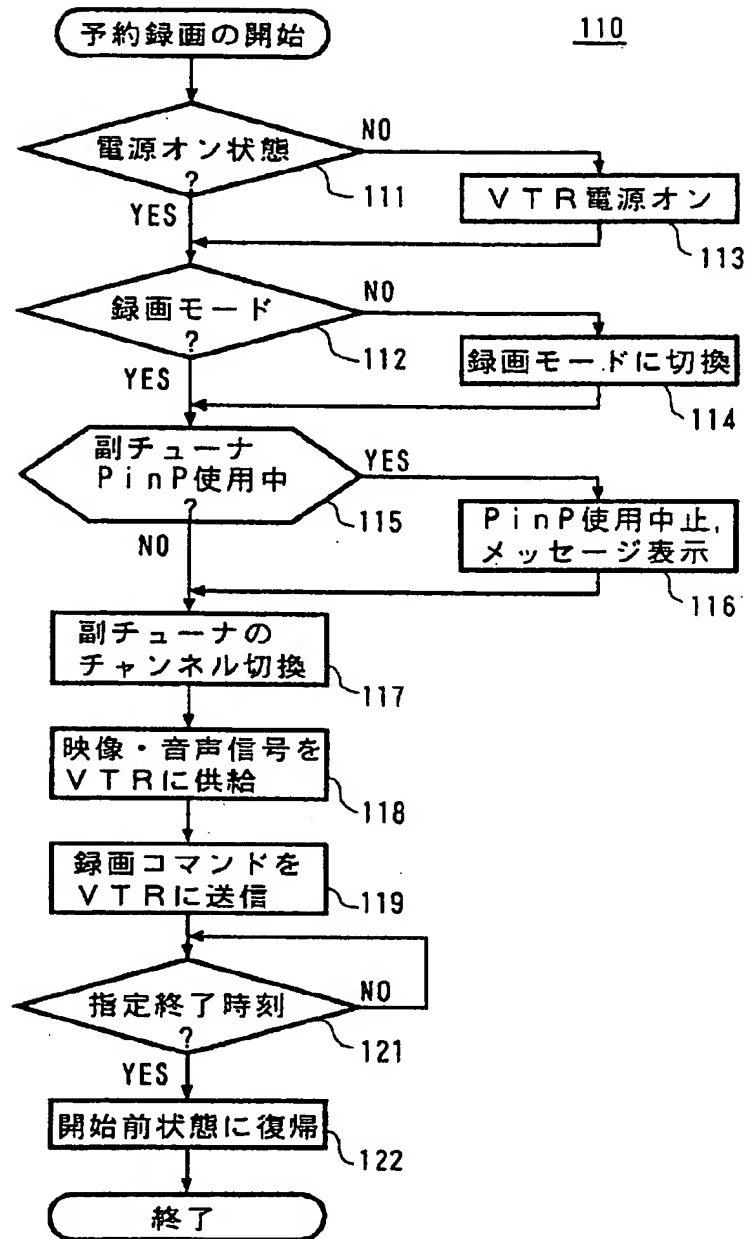 予約録画の開始
110
電源オン状態
?
NO
YES
111
VTR電源オン
113
録画モード
?
NO
YES
112
録画モードに切換
114
副チューナ
PinP使用中
?
YES
NO
115
PinP使用中止,
メッセージ表示
116
副チューナの
チャンネル切換
117
映像・音声信号を
VTRに供給
118
録画コマンドを
VTRに送信
119
指定終了時刻
?
NO
YES
121
開始前状態に復帰
122
終了